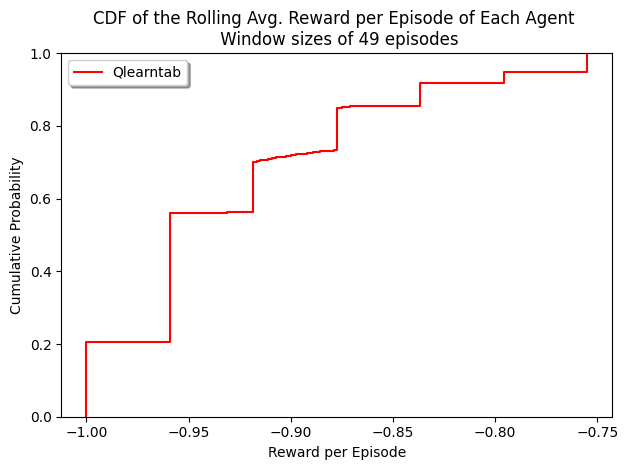 CDF of the Rolling Avg. Reward per Episode of Each Agent
Window sizes of 49 episodes
Qlearntab
Cumulative Probability
1.0
0.8
0.6
0.4
0.2
0.0
−1.00 −0.95 −0.90 −0.85 −0.80 −0.75
Reward per Episode